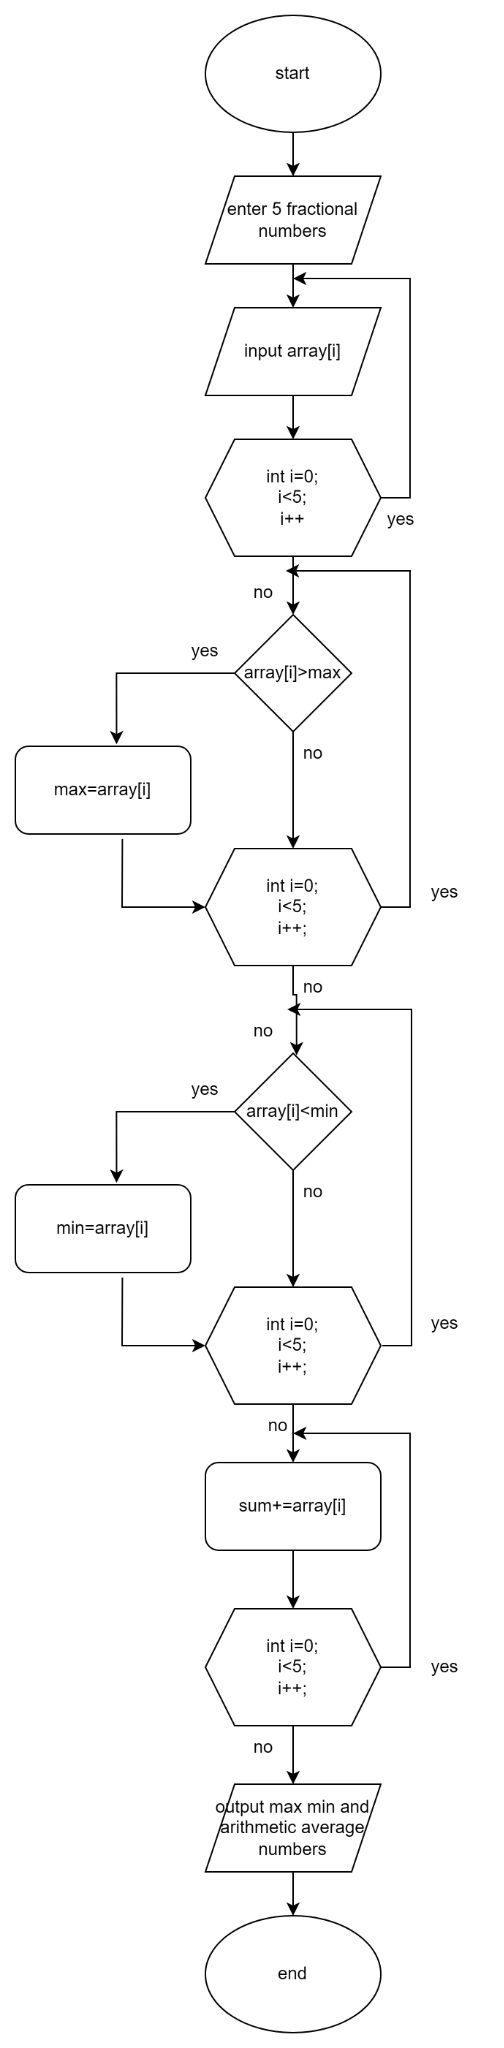 start
enter 5 fractional
numbers
input array[i]
int i=0;
i<5;
i++
yes
no
yes
array[i]>max
no
max=array[i]
int i=0;
i<5;
i++;
yes
no
no
yes
array[i]<min
no
min=array[i]
int i=0;
i<5;
i++;
yes
no
sum+=array[i]
int i=0;
i<5;
i++;
yes
no
output max min and
arithmetic average
numbers
end